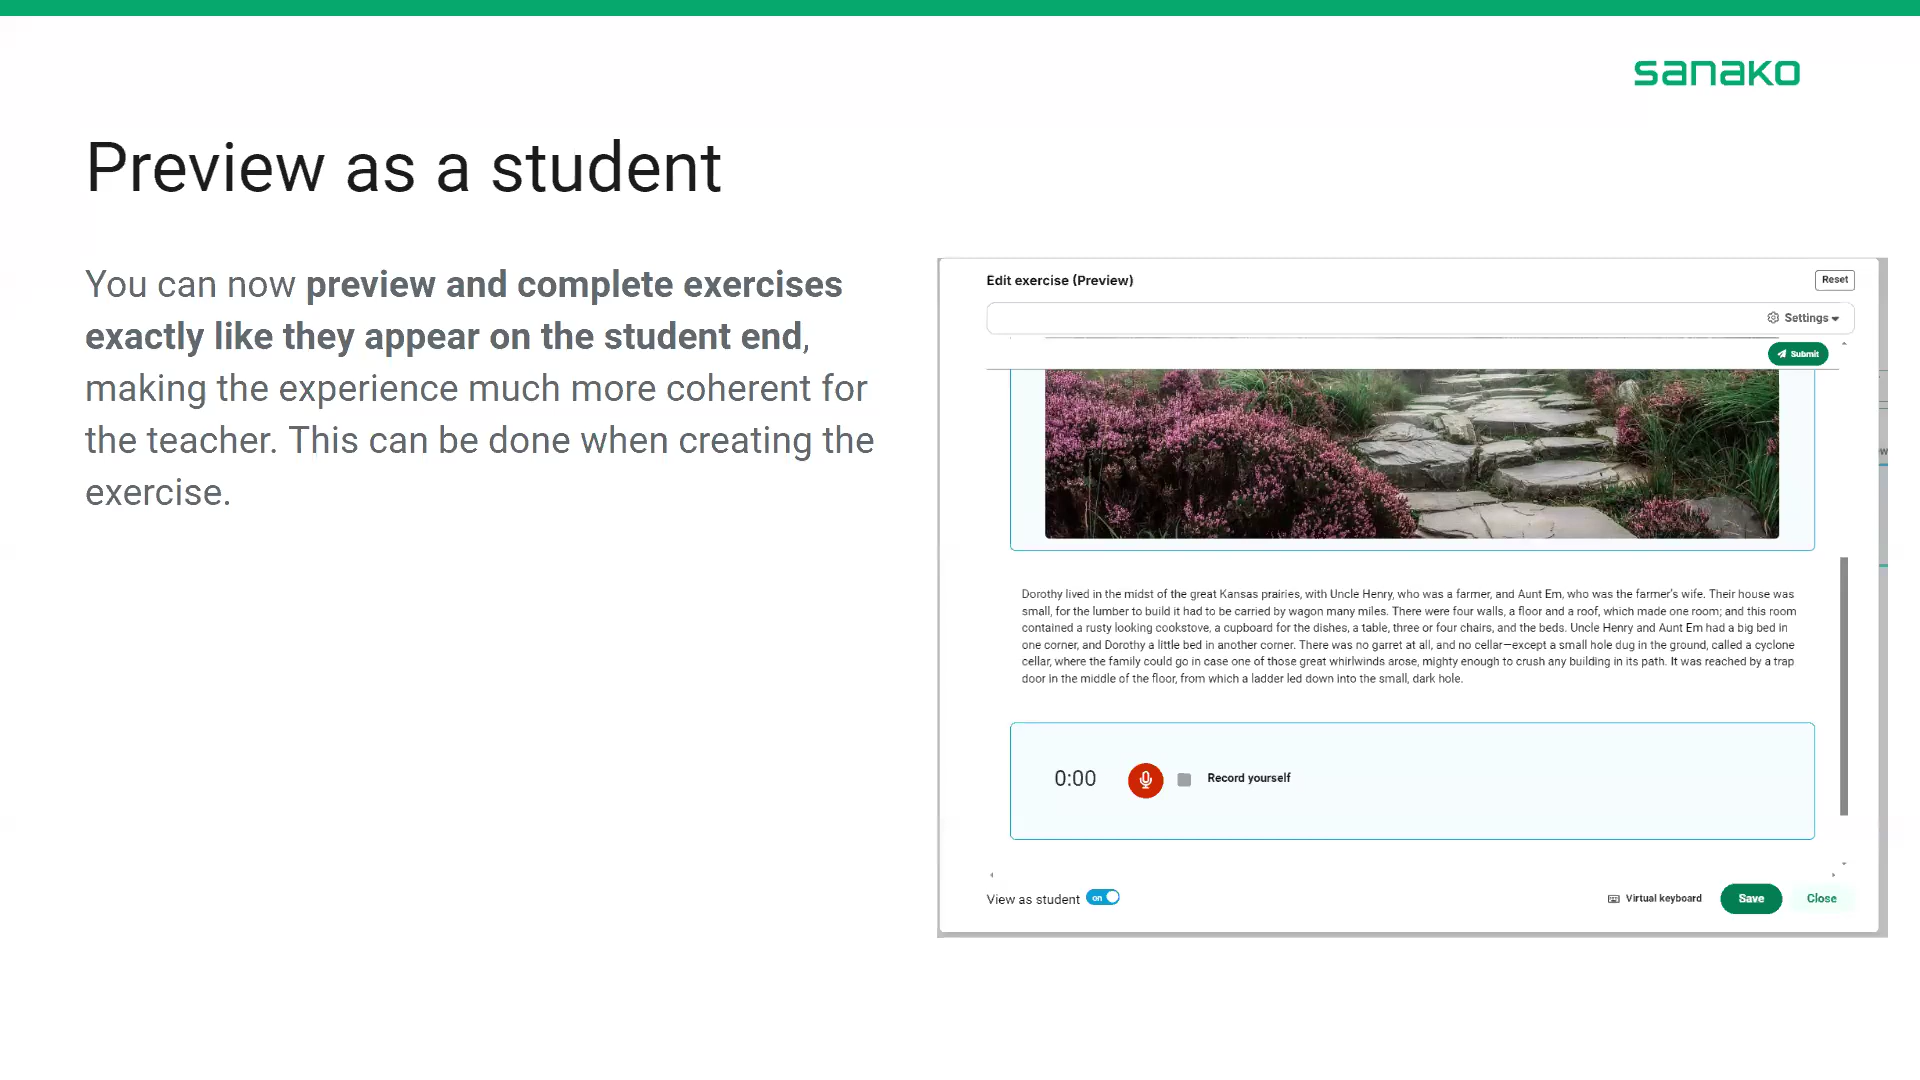 sanako
Preview as a student
You can now preview and complete exercises
exactly like they appear on the student end,
making the experience much more coherent for
the teacher. This can be done when creating the
exercise.
Edit exercise (Preview)
Reset
Settings
Submit
Dorothy lived in the midst of the great Kansas prairies, with Uncle Henry, who was a farmer, and Aunt Em, who was the farmer's wife. Their house was
small, for the lumber to build it had to be carried by wagon many miles. There were four walls, a floor and a roof, which made one room; and this room
contained a rusty looking cookstove, a cupboard for the dishes, a table, three or four chairs, and the beds. Uncle Henry and Aunt Em had a big bed in
one corner, and Dorothy a little bed in another corner. There was no garret at all, and no cellar—except a small hole dug in the ground, called a cyclone
cellar, where the family could go in case one of those great whirlwinds arose, mighty enough to crush any building in its path. It was reached by a trap
door in the middle of the floor, from which a ladder led down into the small, dark hole.
0:00 Record yourself
View as student on
Virtual keyboard
Save
Close